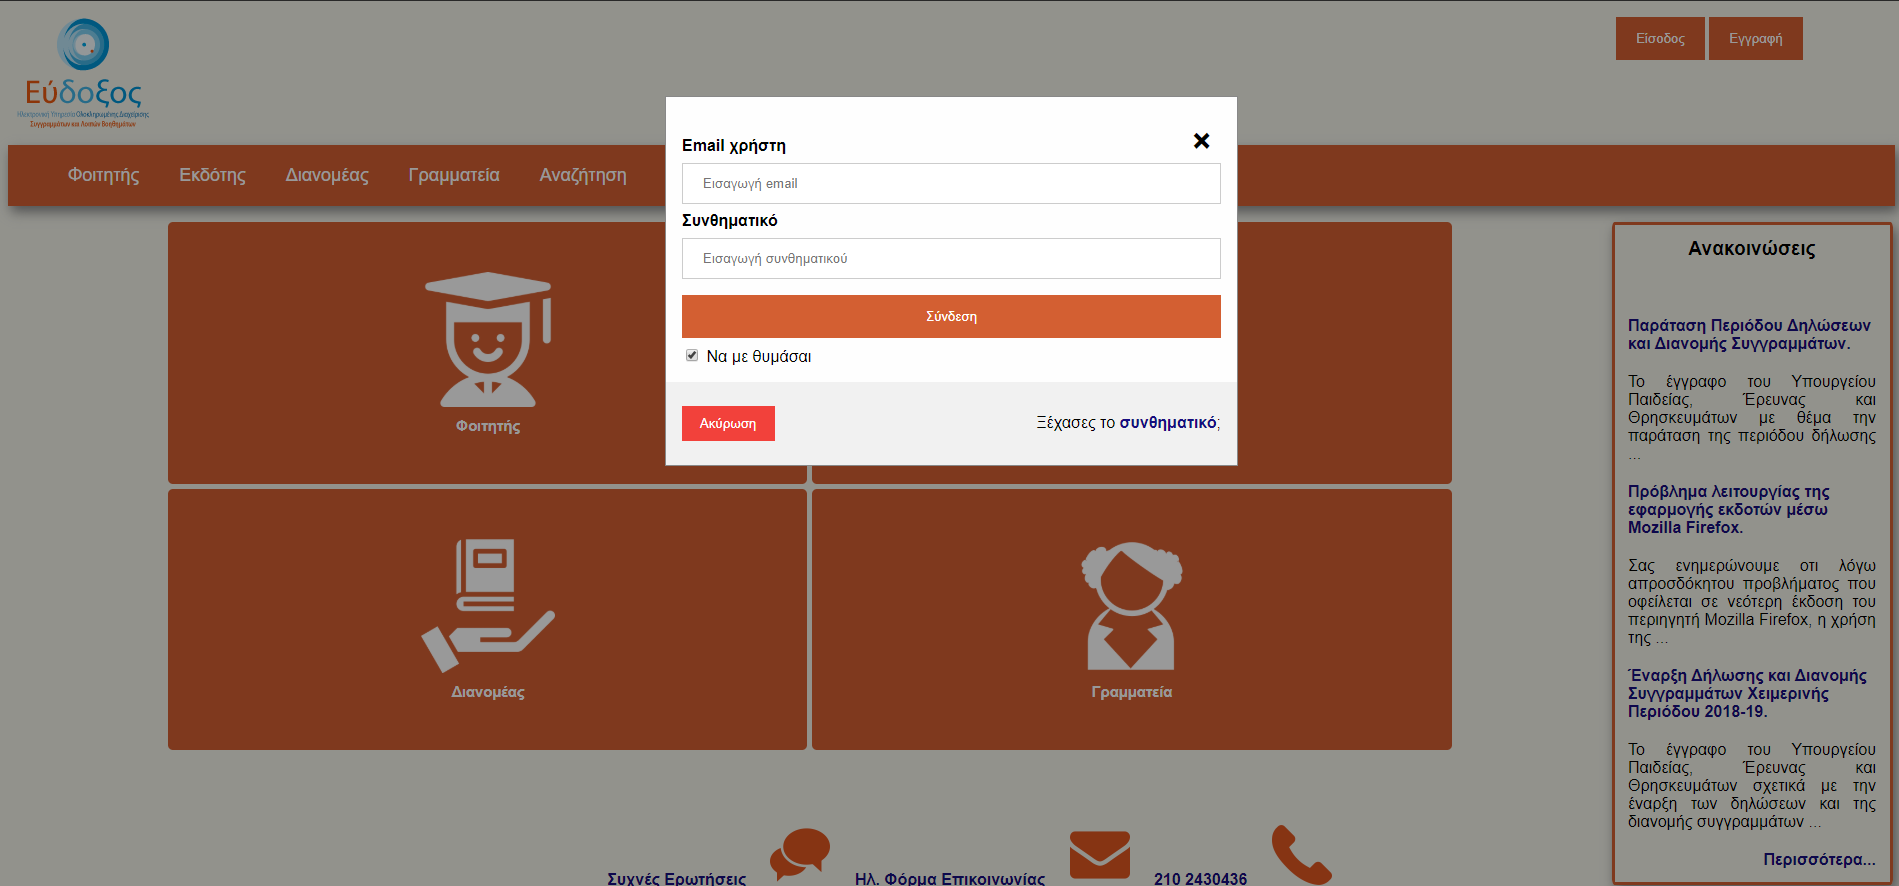 Εύδοξος
Ηλεκτρονική Υπηρεσία Ολοκληρωμένης Διαχείρισης
Συγγραμμάτων και Λοιπών Βοηθημάτων
Είσοδος
Εγγραφή
Φοιτητής
Εκδότης
Διανομέας
Γραμματεία
Αναζήτηση
Email χρήστη
Εισαγωγή email
Συνθηματικό
Εισαγωγή συνθηματικού
Σύνδεση
Να με θυμάσαι
Ακύρωση
Ξέχασες το συνθηματικό;
Φοιτητής
Διανομέας
Γραμματεία
Ανακοινώσεις
Παράταση Περιόδου Δηλώσεων
και Διανομής Συγγραμμάτων.
Το έγγραφο του Υπουργείου
Παιδείας, Έρευνας και
Θρησκευμάτων με θέμα την
παράταση της περιόδου δήλωσης
...
Πρόβλημα λειτουργίας της
εφαρμογής εκδοτών μέσω
Mozilla Firefox.
Σας ενημερώνουμε οτι λόγω
απροσδόκητου προβλήματος που
οφείλεται σε νεότερη έκδοση του
περιηγητή Mozilla Firefox, η χρήση
της ...
Έναρξη Δήλωσης και Διανομής
Συγγραμμάτων Χειμερινής
Περιόδου 2018-19.
Το έγγραφο του Υπουργείου
Παιδείας, Έρευνας και
Θρησκευμάτων σχετικά με την
έναρξη των δηλώσεων και της
διανομής συγγραμμάτων ...
Περισσότερα...
Συχνές Ερωτήσεις
Ηλ. Φόρμα Επικοινωνίας
210 2430436